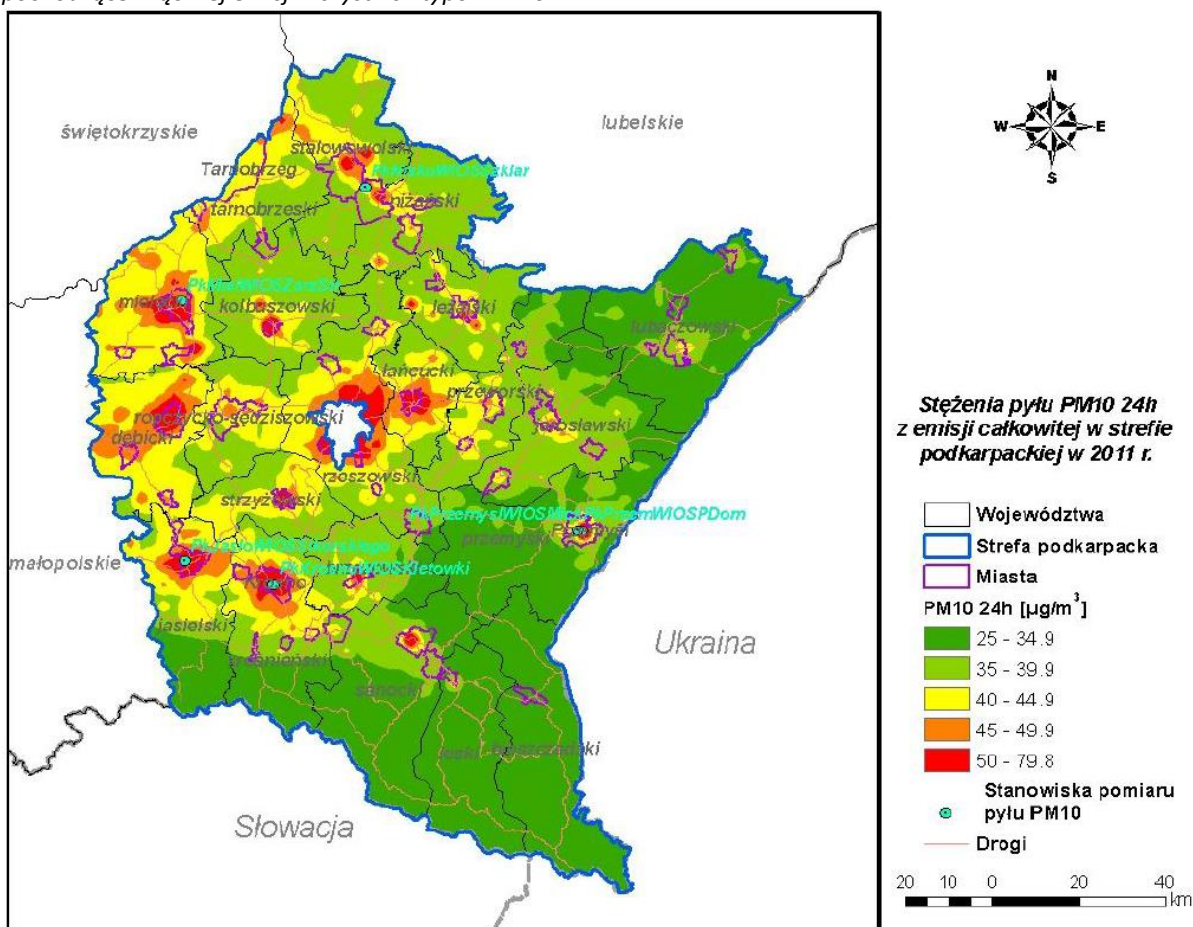 świętokrzyskie
lubelskie
stalowowolski
Tarnobrzeg
niżański
tarnobrzeski
kolbuszowski
leżajski
lubaczowski
łańcucki
przeworski
ropczycko-sędziszowski
jarosławski
dębicki
rzeszowski
strzyżowski
przemyski
małopolskie
jasielski
krośnieński
sanocki
leski
bieszczadzki
Ukraina
Słowacja
N
W
E
S
Stężenia pyłu PM10 24h
z emisji całkowitej w strefie
podkarpackiej w 2011 r.
Województwa
Strefa podkarpacka
Miasta
PM10 24h [µg/m³]
25 - 34.9
35 - 39.9
40 - 44.9
45 - 49.9
50 - 79.8
Stanowiska pomiaru
pyłu PM10
Drogi
20 10 0 20 40
km